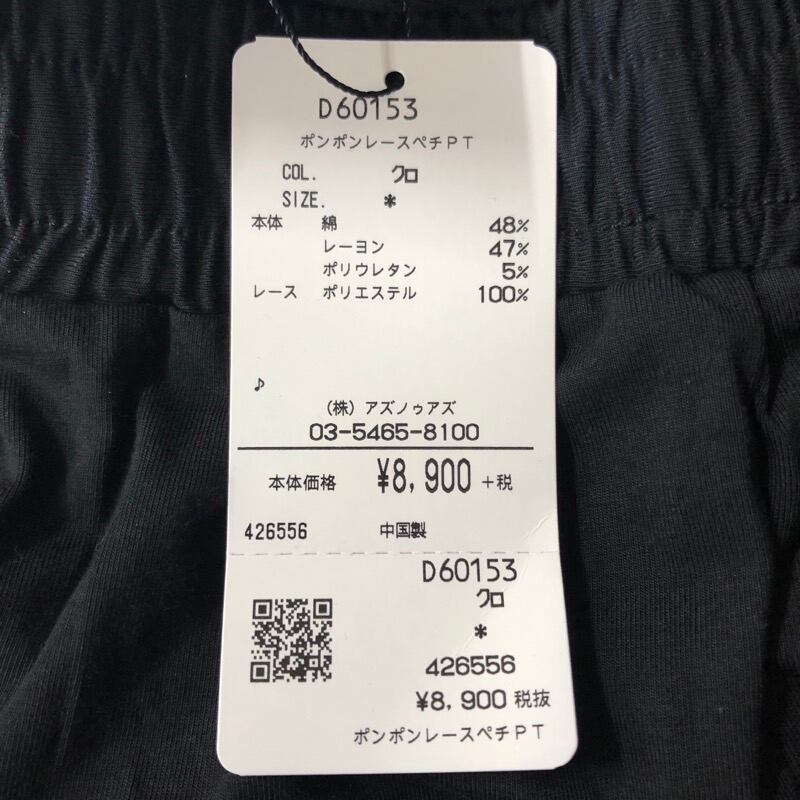 D60153
ポンポンレースペチPT
COL. クロ
SIZE. *
本体 綿 48%
レーヨン 47%
ポリウレタン 5%
レース ポリエステル 100%
♪
(株) アズノゥアズ
03-5465-8100
本体価格 ¥8,900 +税
426556 中国製
D60153
クロ
*
426556
¥8,900 税抜
ポンポンレースペチPT